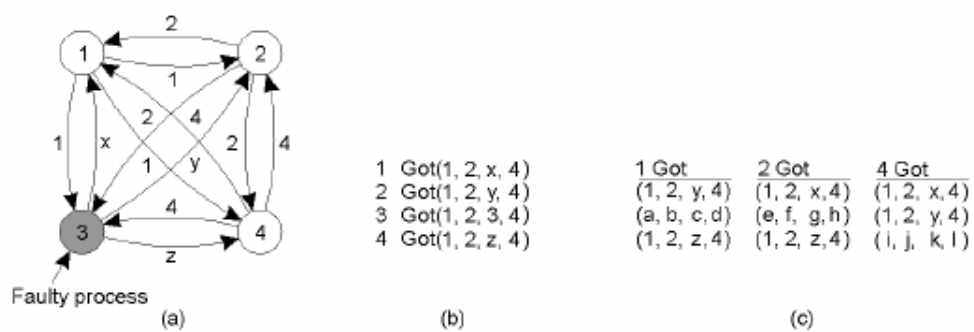 2
1
2
1
2
4
1
x
y
2
4
1
4
3
4
z
Faulty process
(a)
1 Got(1, 2, x, 4)
2 Got(1, 2, y, 4)
3 Got(1, 2, 3, 4)
4 Got(1, 2, z, 4)
(b)
1 Got 2 Got 4 Got
(1, 2, y, 4) (1, 2, x, 4) (1, 2, x, 4)
(a, b, c, d) (e, f, g, h) (1, 2, y, 4)
(1, 2, z, 4) (1, 2, z, 4) (i, j, k, l)
(c)